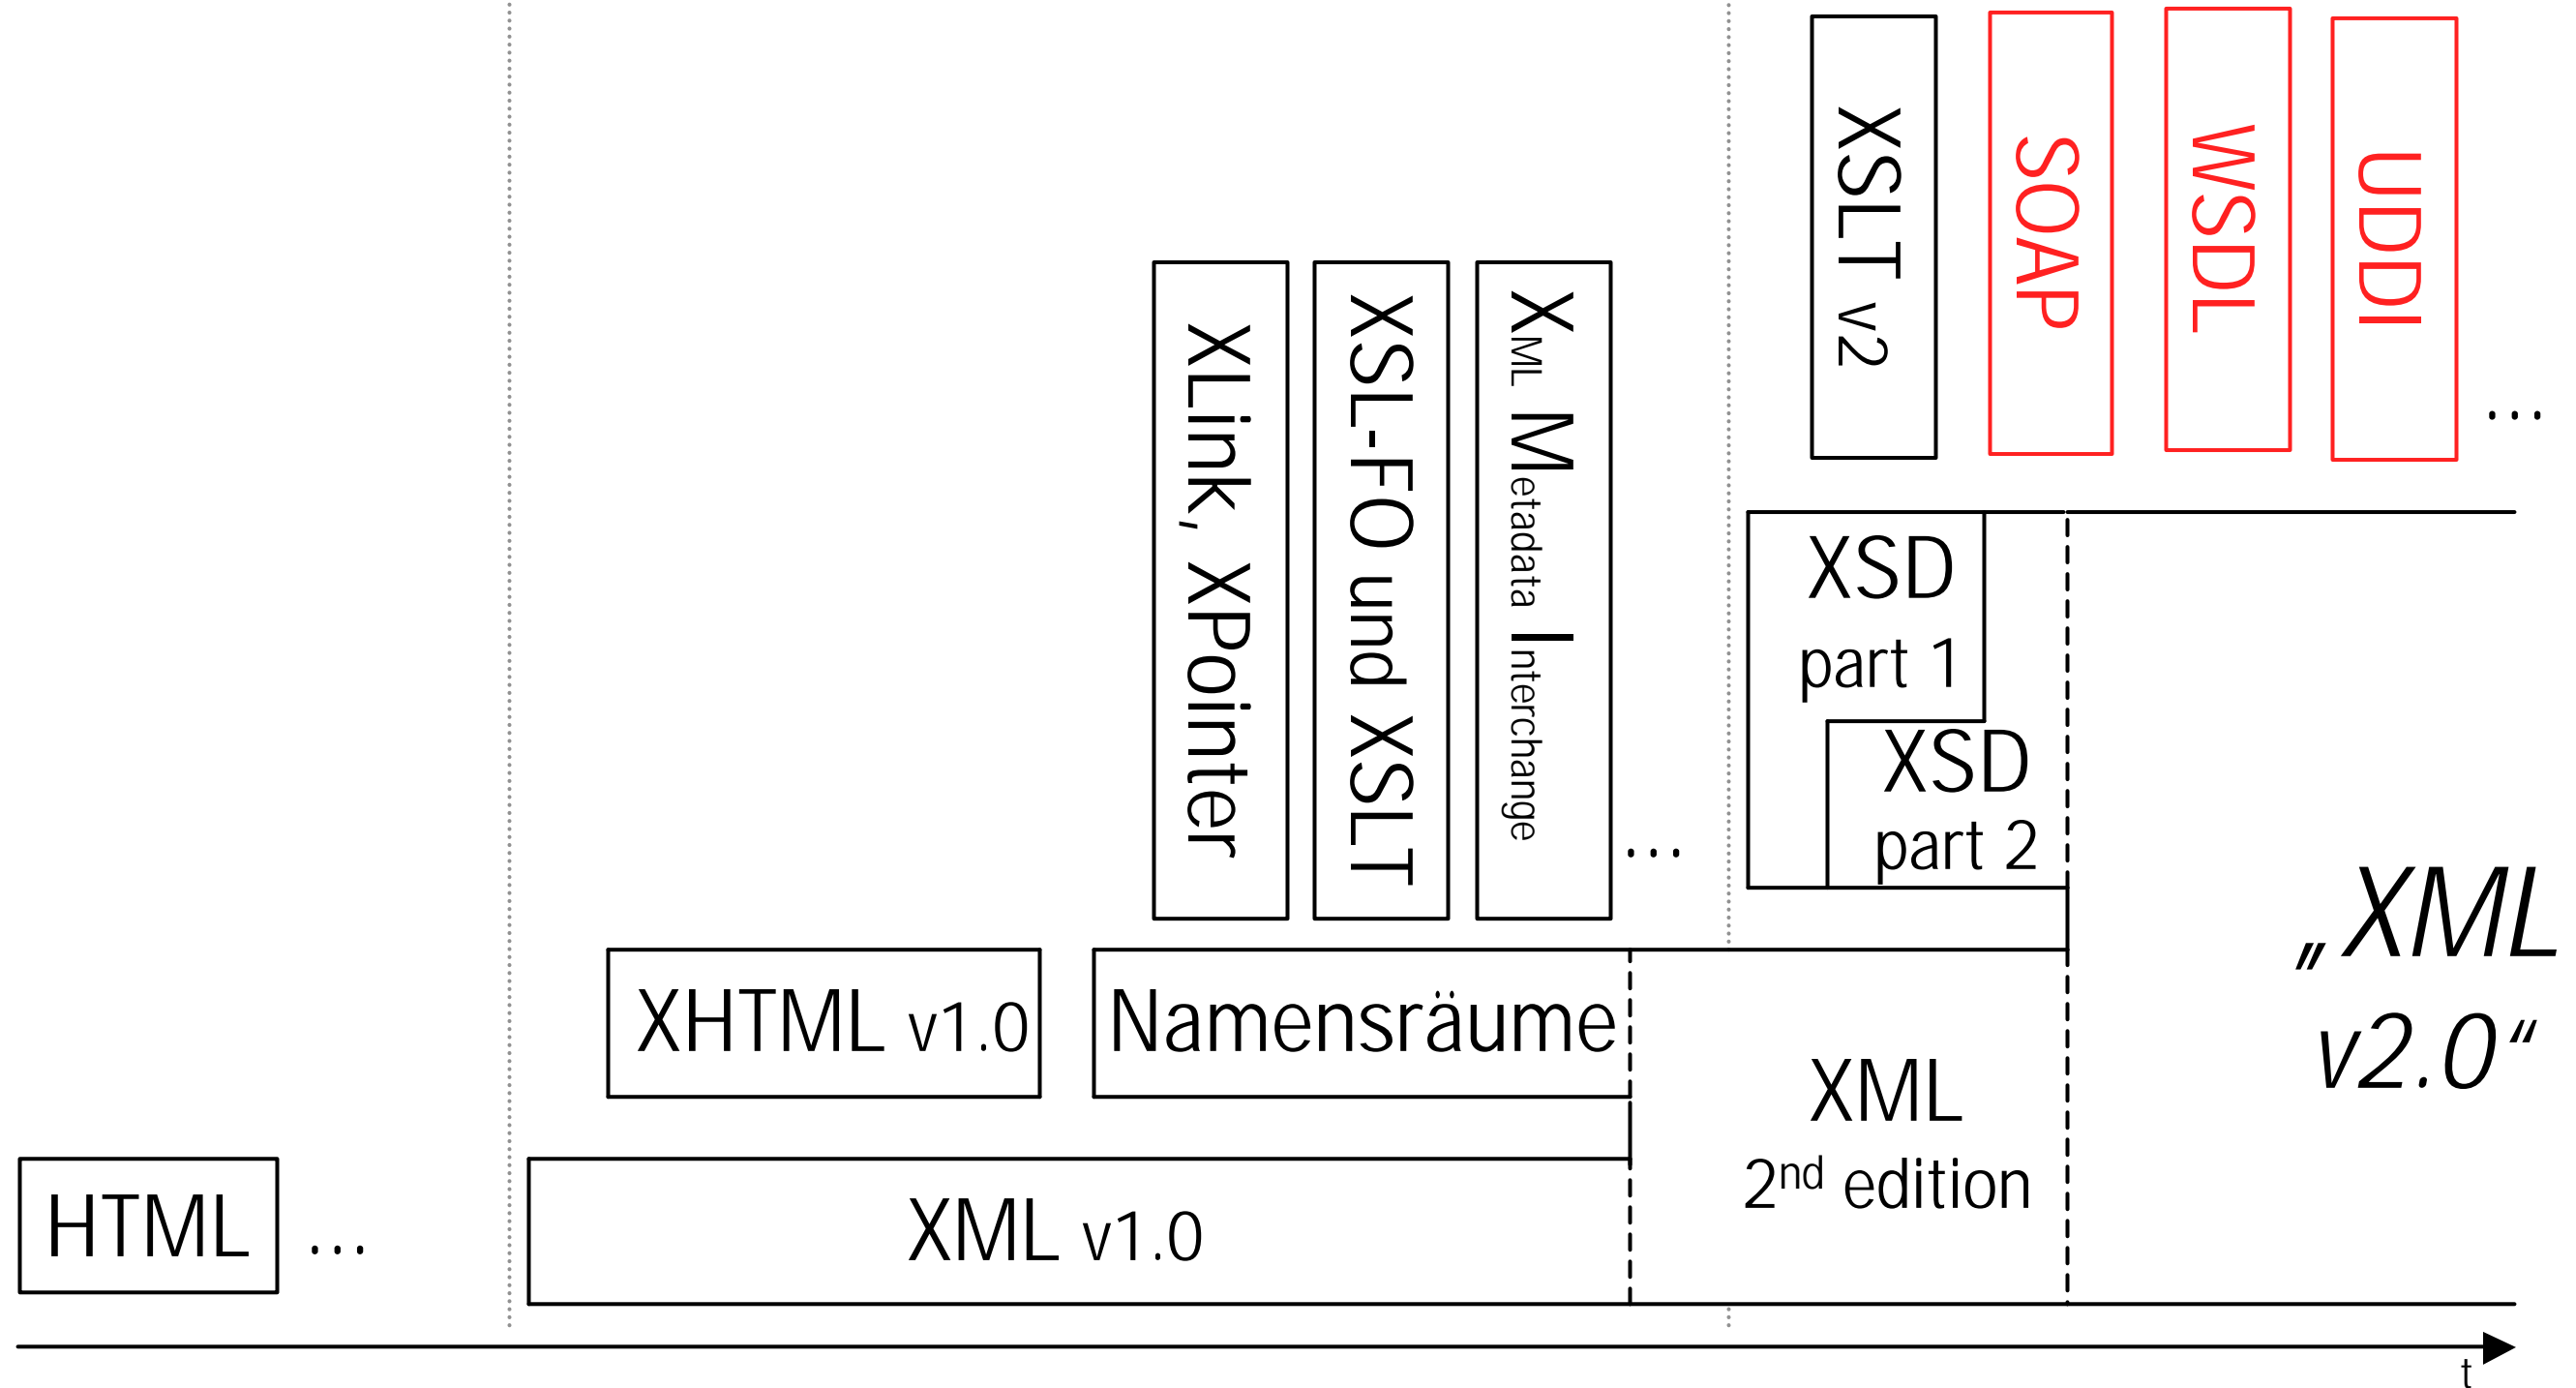 XSLT v2
SOAP
WSDL
UDDI
...
XLink, XPointer
XSL-FO und XSLT
XML Metadata Interchange
...
XSD
part 1
XSD
part 2
„XML
v2.0“
XHTML v1.0
Namensräume
XML
2nd edition
HTML
...
XML v1.0
t